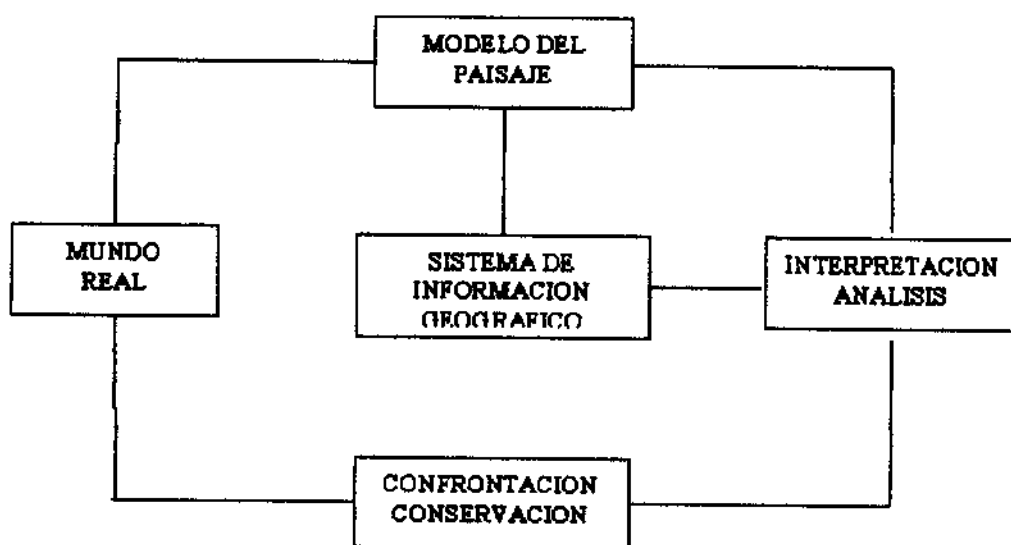 MODELO DEL
PAISAJE
MUNDO
REAL
SISTEMA DE
INFORMACION
GEOGRAFICO
INTERPRETACION
ANALISIS
CONFRONTACION
CONSERVACION